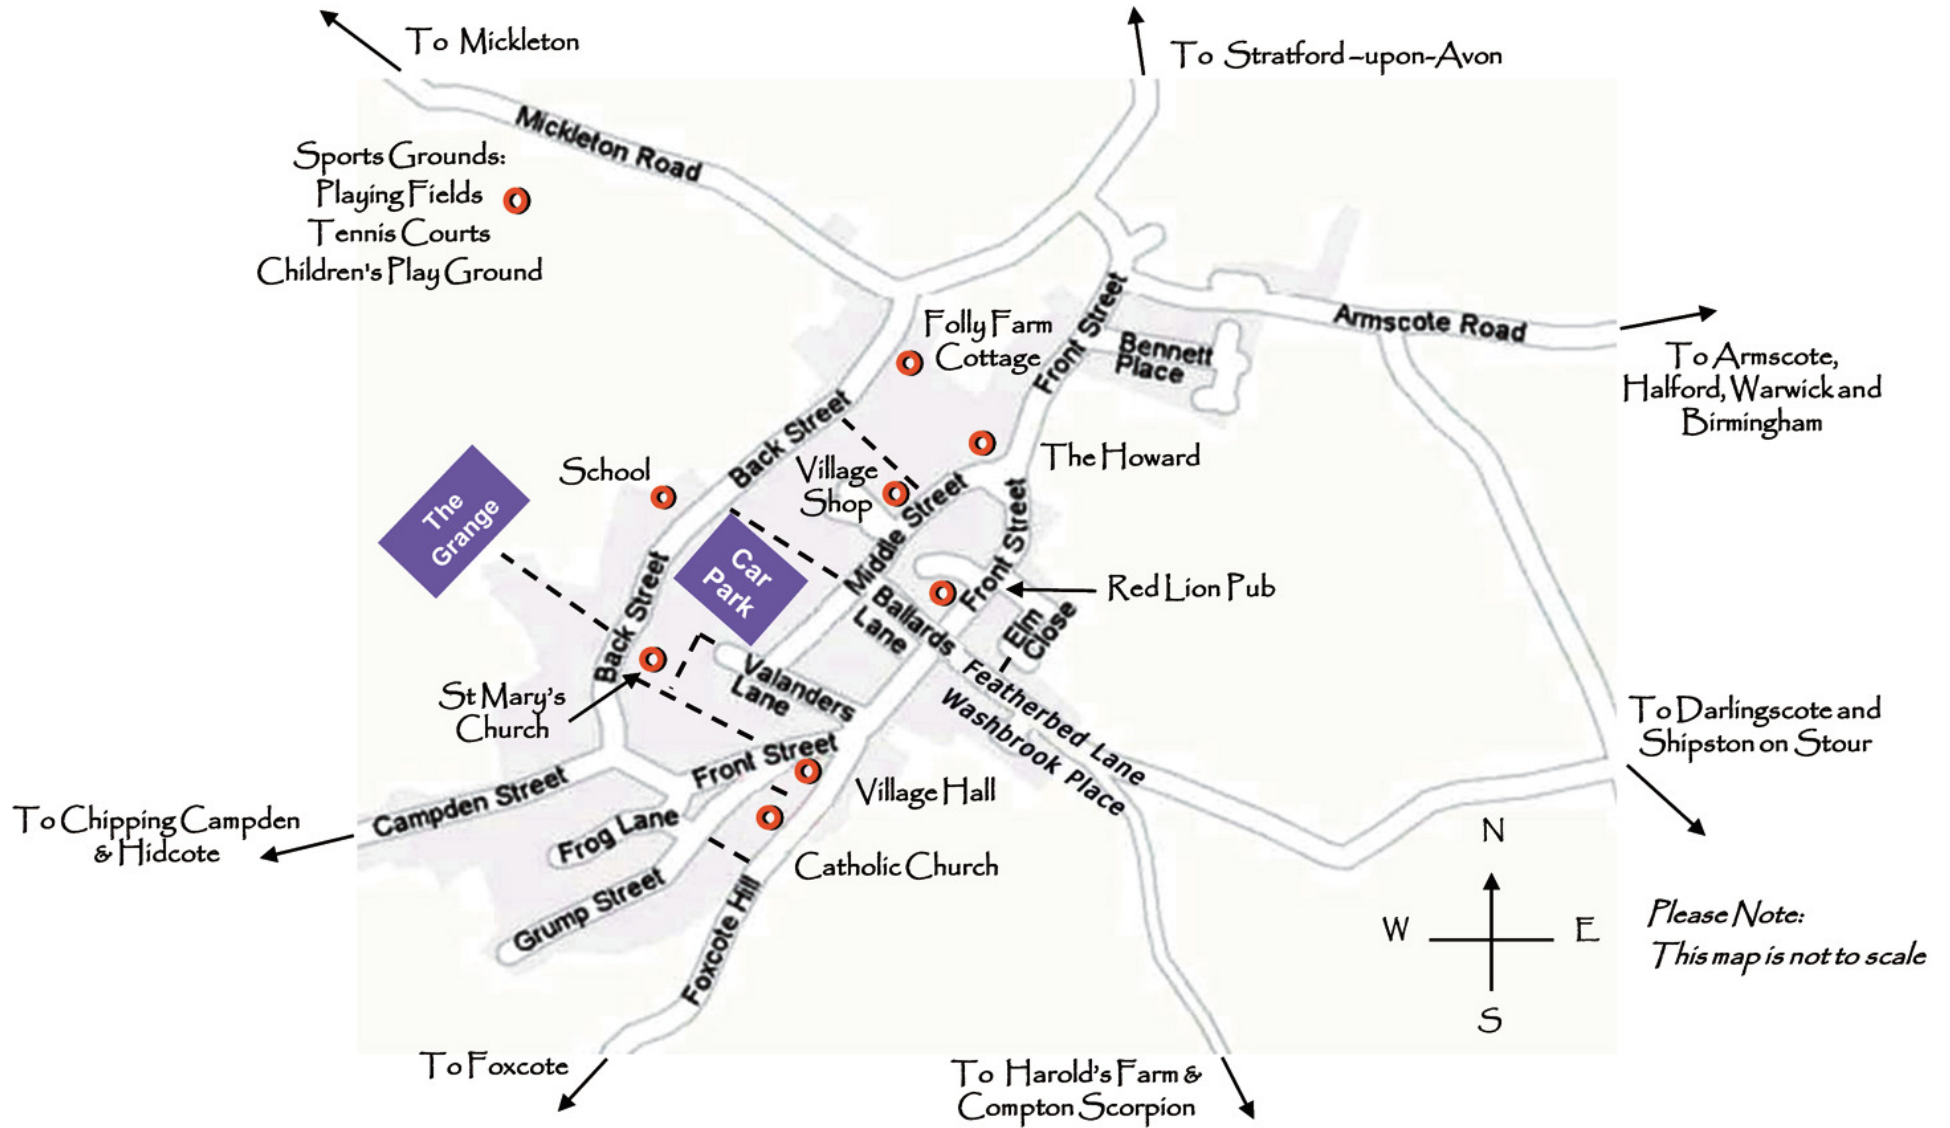 To Mickleton
To Stratford-upon-Avon
Mickleton Road
Sports Grounds:
Playing Fields
Tennis Courts
Children's Play Ground
Front Street
Armscote Road
Folly Farm
Cottage
Bennett
Place
To Armscote,
Halford, Warwick and
Birmingham
Back Street
School
Village
Shop
The Howard
Middle Street
Front Street
The
Grange
Car
Park
Back Street
Front Street
Red Lion Pub
Ballards
Lane
Elm
Close
St Mary's
Church
Valanders
Lane
Featherbed Lane
Washbrook Place
To Darlingscote and
Shipston on Stour
Front Street
Village Hall
Campden Street
To Chipping Campden
& Hidcote
Frog Lane
Catholic Church
Grump Street
Foxcote Hill
N
W
E
S
Please Note:
This map is not to scale
To Foxcote
To Harold's Farm &
Compton Scorpion